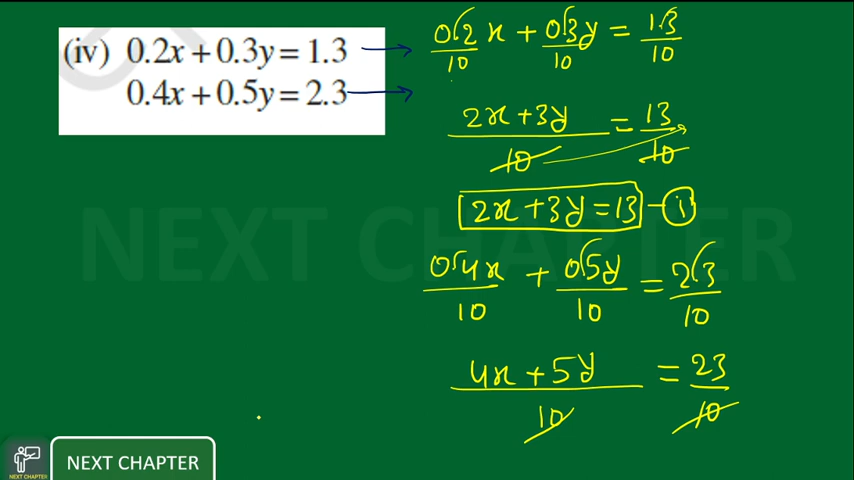 (iv) 0.2x + 0.3y = 1.3
0.4x + 0.5y = 2.3
0.2/10 x + 0.3y/10 = 1.3/10
2x + 3y/10 = 13/10
2x + 3y = 13 - (i)
0.4x/10 + 0.5y/10 = 2.3/10
4x + 5y/10 = 23/10
NEXT CHAPTER
NEXT CHAPTER
NEXT CHAPTER